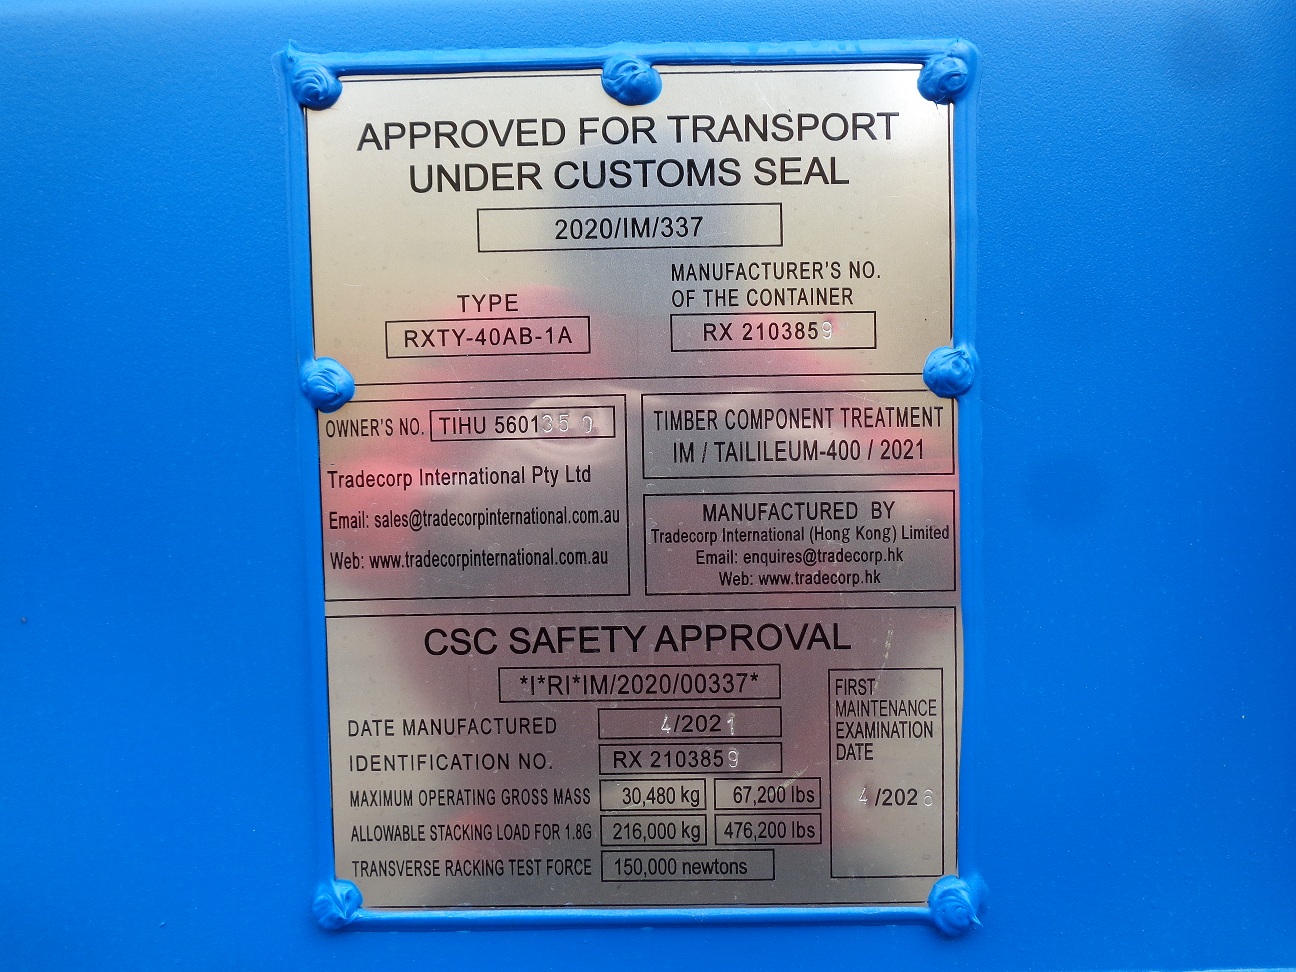 APPROVED FOR TRANSPORT
UNDER CUSTOMS SEAL
2020/IM/337
TYPE
RXTY-40AB-1A
MANUFACTURER'S NO.
OF THE CONTAINER
RX 2103859
OWNER'S NO. TIHU 5601350
Tradecorp International Pty Ltd
Email: sales@tradecorpinternational.com.au
Web: www.tradecorpinternational.com.au
TIMBER COMPONENT TREATMENT
IM / TAILILEUM-400 / 2021
MANUFACTURED BY
Tradecorp International (Hong Kong) Limited
Email: enquires@tradecorp.hk
Web: www.tradecorp.hk
CSC SAFETY APPROVAL
*I*RI*IM/2020/00337*
DATE MANUFACTURED 4/2021
IDENTIFICATION NO. RX 2103859
MAXIMUM OPERATING GROSS MASS 30,480 kg 67,200 lbs
ALLOWABLE STACKING LOAD FOR 1.8G 216,000 kg 476,200 lbs
TRANSVERSE RACKING TEST FORCE 150,000 newtons
FIRST
MAINTENANCE
EXAMINATION
DATE
4/2026